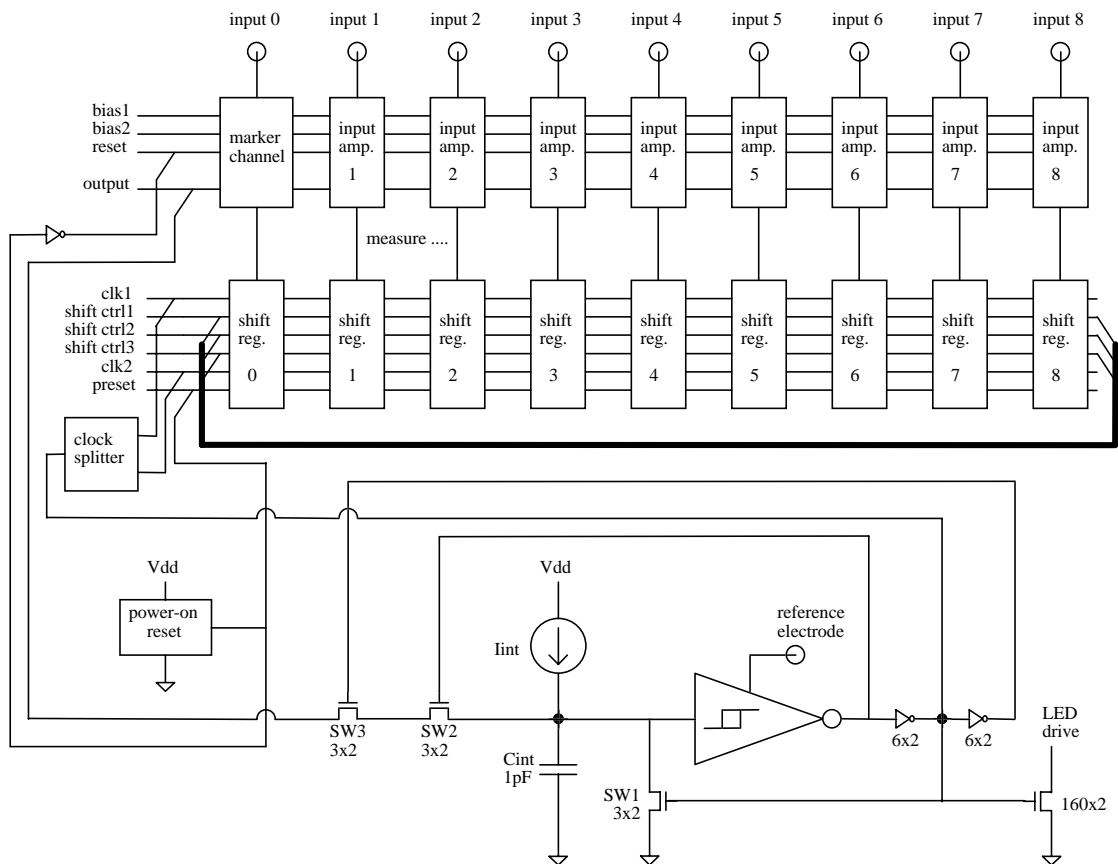 input 0
input 1
input 2
input 3
input 4
input 5
input 6
input 7
input 8
bias1
bias2
reset
output
marker
channel
input
amp.
1
input
amp.
2
input
amp.
3
input
amp.
4
input
amp.
5
input
amp.
6
input
amp.
7
input
amp.
8
measure ....
clk1
shift ctrl1
shift ctrl2
shift ctrl3
clk2
preset
shift
reg.
0
shift
reg.
1
shift
reg.
2
shift
reg.
3
shift
reg.
4
shift
reg.
5
shift
reg.
6
shift
reg.
7
shift
reg.
8
clock
splitter
Vdd
power-on
reset
Vdd
Iint
reference
electrode
SW3
3x2
SW2
3x2
Cint
1pF
SW1
3x2
6x2
6x2
LED
drive
160x2